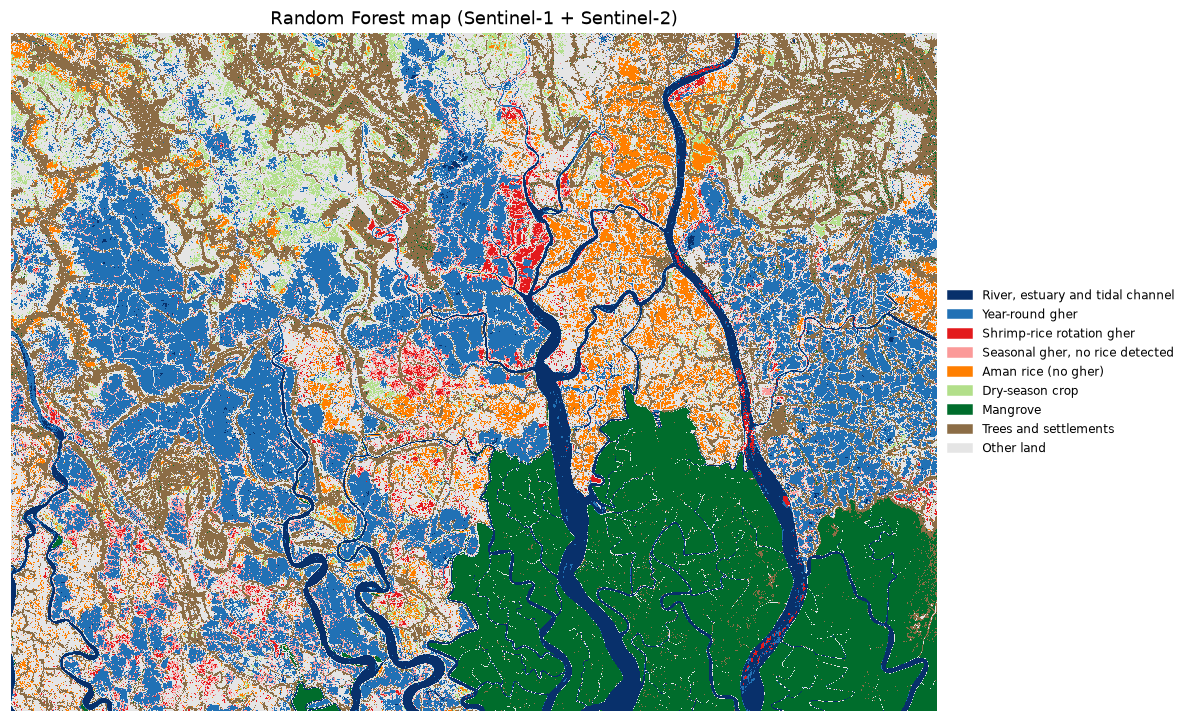 Random Forest map (Sentinel-1 + Sentinel-2)
River, estuary and tidal channel
Year-round gher
Shrimp-rice rotation gher
Seasonal gher, no rice detected
Aman rice (no gher)
Dry-season crop
Mangrove
Trees and settlements
Other land